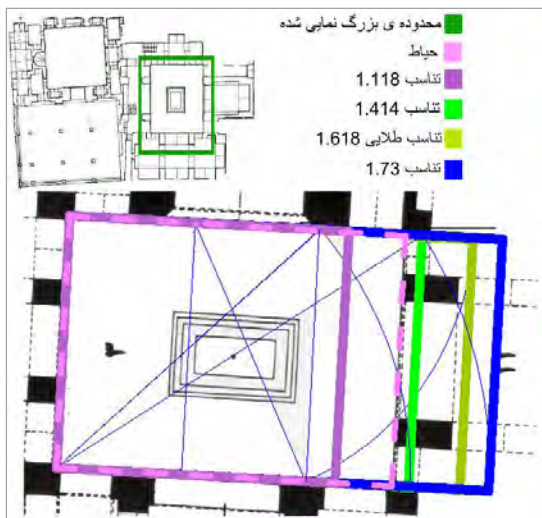 محدوده ی بزرگ نمایی شده
حیاط
تناسب 1.118
تناسب 1.414
تناسب طلایی 1.618
تناسب 1.73